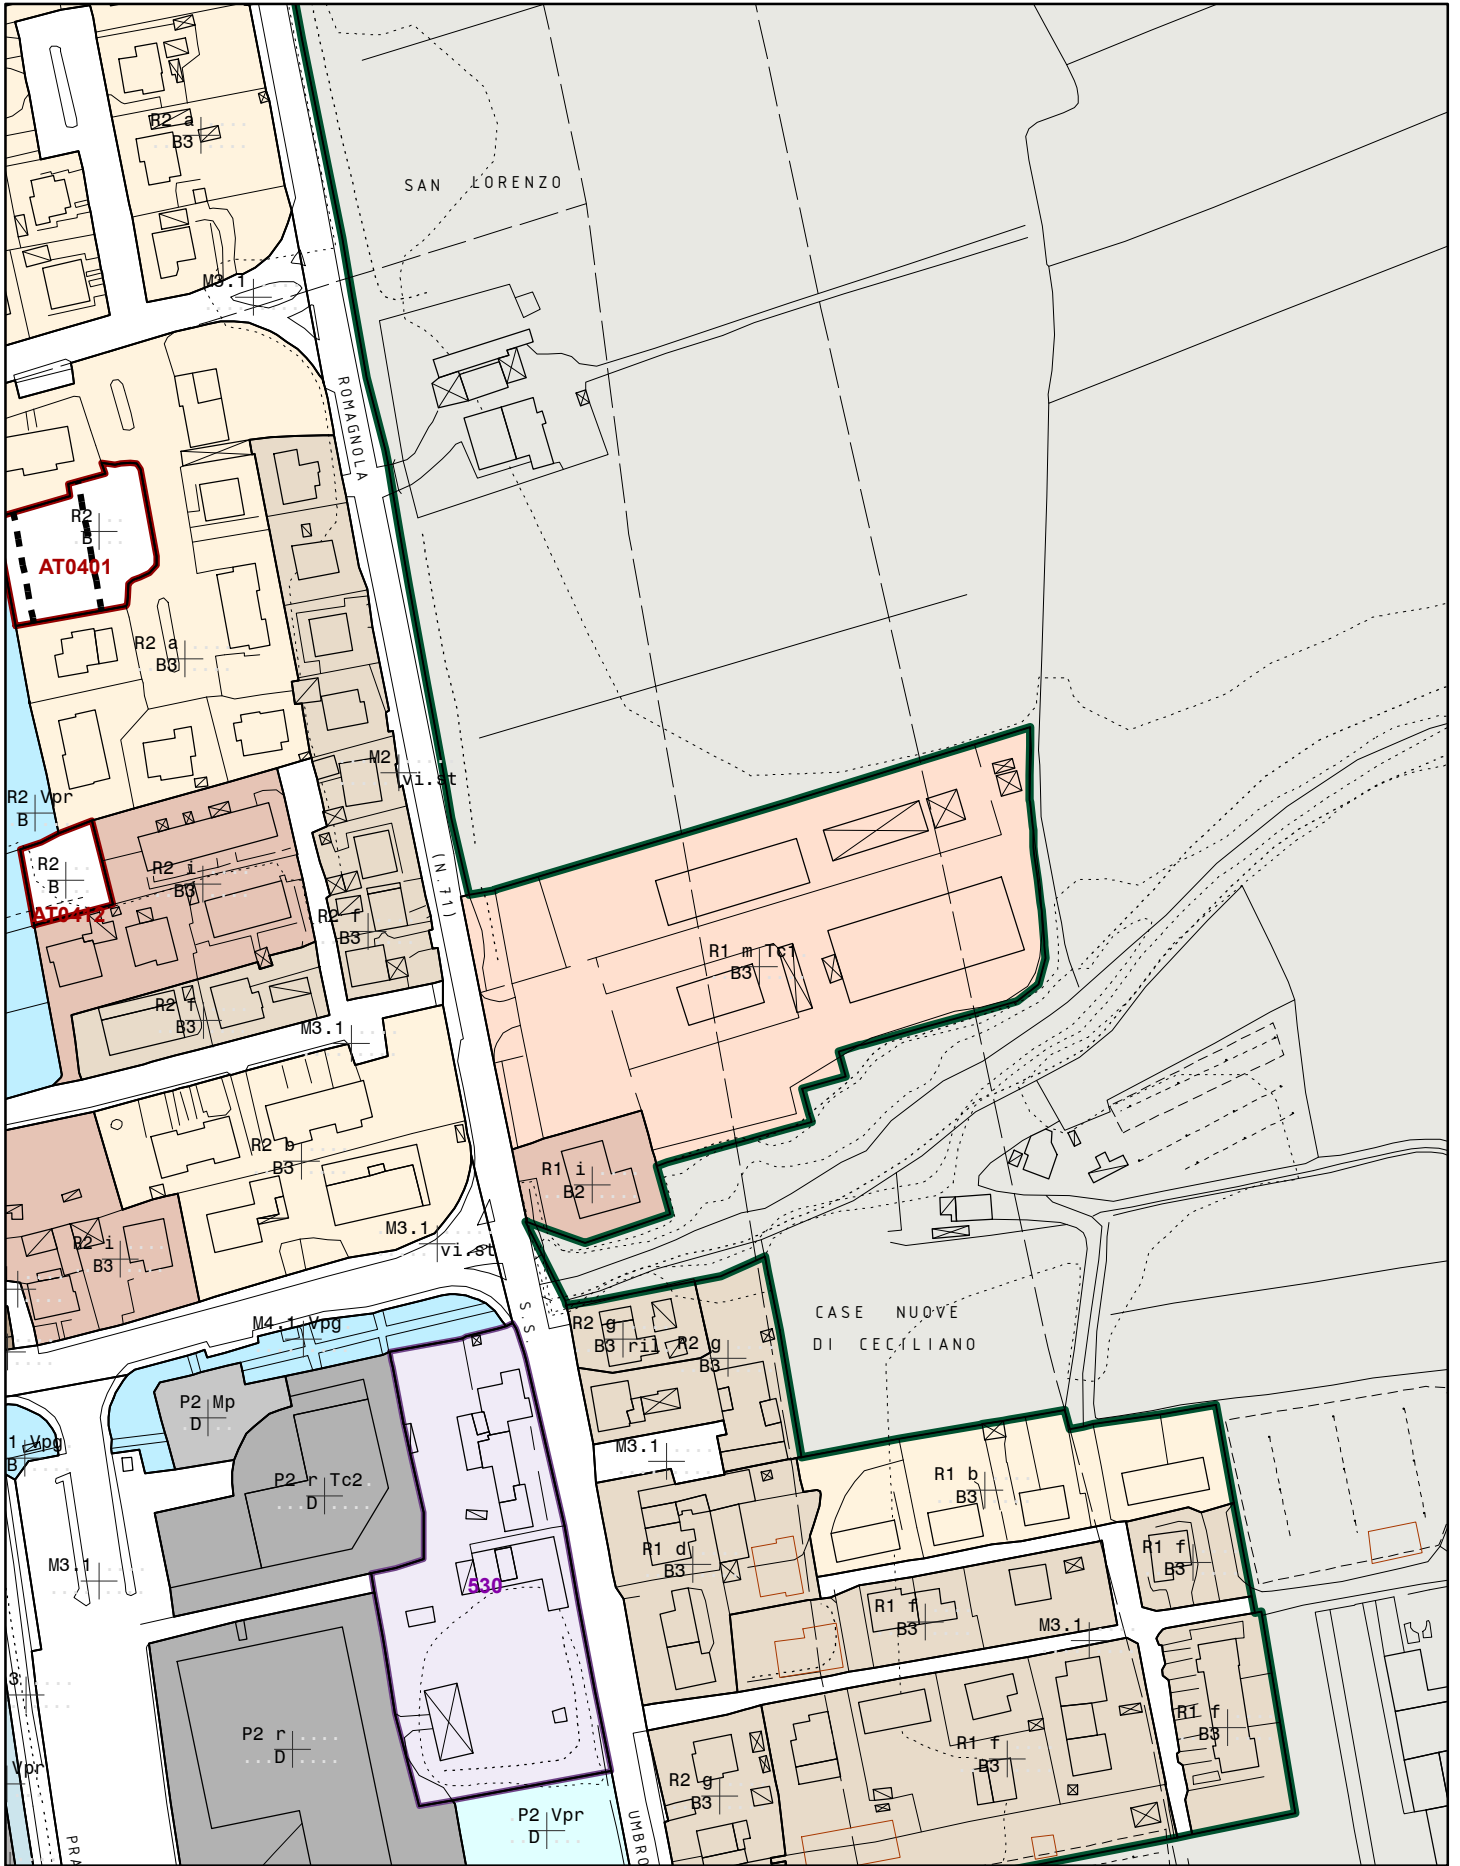 R2 a
B3
SAN LORENZO
M3.1
ROMAGNOLA
R2
B
AT0401
R2 a
B3
M2
vi.st
R2 Vpr
B
R2
B
AT0412
R2 i
B3
(N.71)
R2 f
B3
R1 m Tc1
B3
R2 f
B3
M3.1
R2 b
B3
R1 i
B2
M3.1
vi.st
R2 i
B3
S.S.
M4.1 Vpg
R2 g
B3 ril
R2 g
B3
CASE NUOVE
DI CECILIANO
P2 Mp
D
1 Vpg
B
M3.1
P2 r Tc2
D
R1 b
B3
R1 d
B3
R1 f
B3
M3.1
530
R1 f
B3
M3.1
3
P2 r
D
R1 f
B3
R1 f
B3
Vpr
R2 g
B3
P2 Vpr
D
UMBRO
PRA